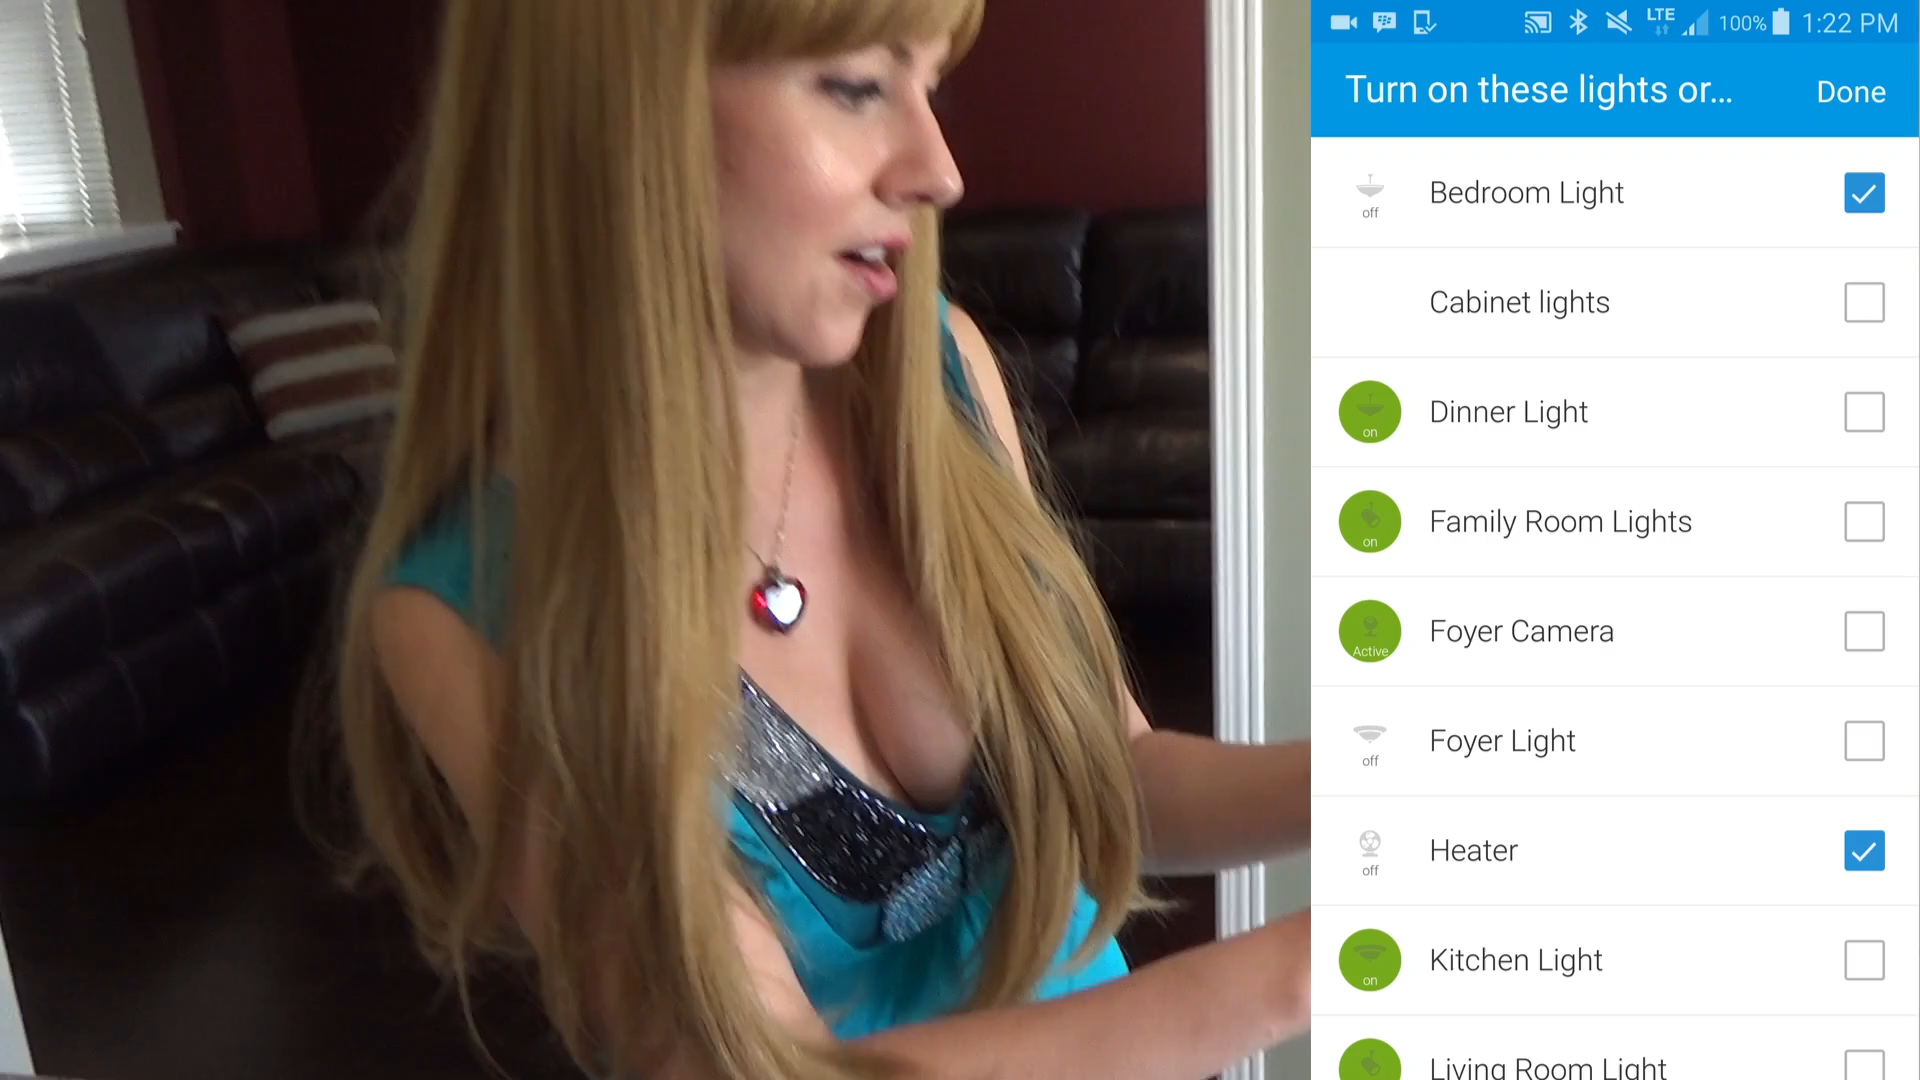 LTE 100% 1:22 PM
Turn on these lights or... Done
off Bedroom Light
Cabinet lights
on Dinner Light
on Family Room Lights
Active Foyer Camera
off Foyer Light
off Heater
on Kitchen Light
Living Room Light